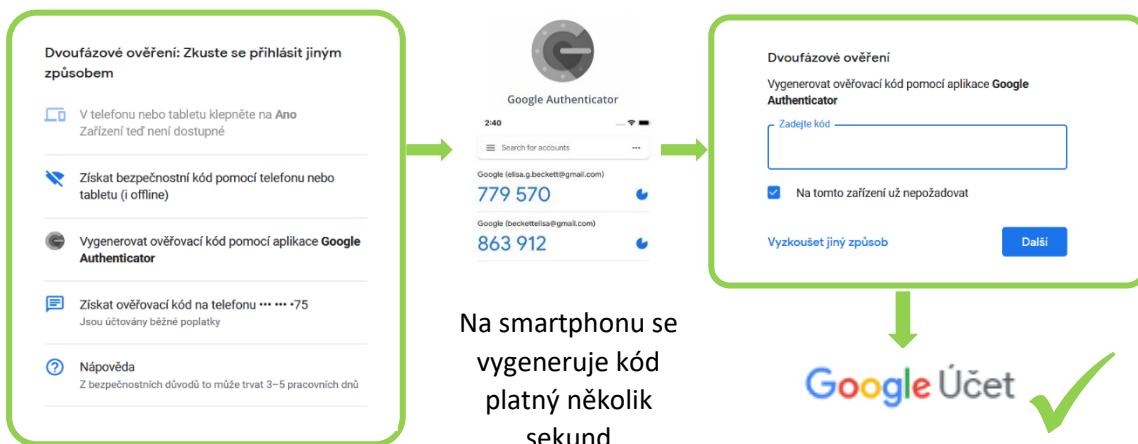 Dvoufázové ověření: Zkuste se přihlásit jiným
způsobem
V telefonu nebo tabletu klepněte na Ano
Zařízení teď není dostupné
Získat bezpečnostní kód pomocí telefonu nebo
tabletu (i offline)
Vygenerovat ověřovací kód pomocí aplikace Google
Authenticator
Získat ověřovací kód na telefonu ••• ••• •75
Jsou účtovány běžné poplatky
Nápověda
Z bezpečnostních důvodů to může trvat 3–5 pracovních dnů
Google Authenticator
2:40
Search for accounts
Google (elisa.g.beckett@gmail.com)
779 570
Google (beckettelisa@gmail.com)
863 912
Na smartphonu se
vygeneruje kód
platný několik
sekund
Dvoufázové ověření
Vygenerovat ověřovací kód pomocí aplikace Google
Authenticator
Zadejte kód
Na tomto zařízení už nepožadovat
Vyzkoušet jiný způsob
Další
Google Účet